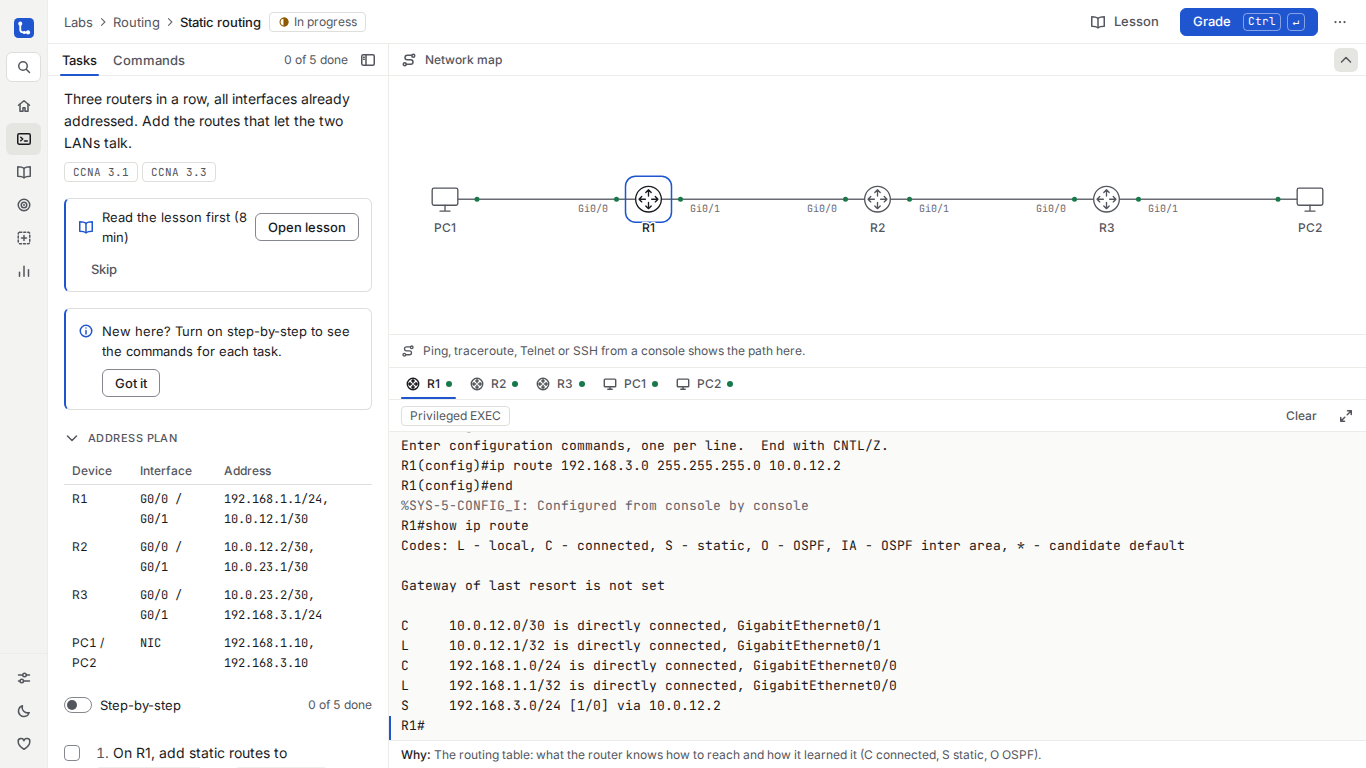 Labs > Routing > Static routing In progress
Lesson
Grade Ctrl ↵
Tasks Commands 0 of 5 done
Three routers in a row, all interfaces already
addressed. Add the routes that let the two
LANs talk.
CCNA 3.1 CCNA 3.3
Read the lesson first (8
min)
Open lesson
Skip
New here? Turn on step-by-step to see
the commands for each task.
Got it
ADDRESS PLAN
Device Interface Address
R1 G0/0 / 192.168.1.1/24,
G0/1 10.0.12.1/30
R2 G0/0 / 10.0.12.2/30,
G0/1 10.0.23.1/30
R3 G0/0 / 10.0.23.2/30,
G0/1 192.168.3.1/24
PC1 / NIC 192.168.1.10,
PC2 192.168.3.10
Step-by-step 0 of 5 done
1. On R1, add static routes to
Network map
Gi0/0 Gi0/1 Gi0/0 Gi0/1 Gi0/0 Gi0/1
PC1 R1 R2 R3 PC2
Ping, traceroute, Telnet or SSH from a console shows the path here.
R1 R2 R3 PC1 PC2
Privileged EXEC Clear
Enter configuration commands, one per line.  End with CNTL/Z.
R1(config)#ip route 192.168.3.0 255.255.255.0 10.0.12.2
R1(config)#end
%SYS-5-CONFIG_I: Configured from console by console
R1#show ip route
Codes: L - local, C - connected, S - static, O - OSPF, IA - OSPF inter area, * - candidate default
Gateway of last resort is not set
C     10.0.12.0/30 is directly connected, GigabitEthernet0/1
L     10.0.12.1/32 is directly connected, GigabitEthernet0/1
C     192.168.1.0/24 is directly connected, GigabitEthernet0/0
L     192.168.1.1/32 is directly connected, GigabitEthernet0/0
S     192.168.3.0/24 [1/0] via 10.0.12.2
R1#
Why: The routing table: what the router knows how to reach and how it learned it (C connected, S static, O OSPF).